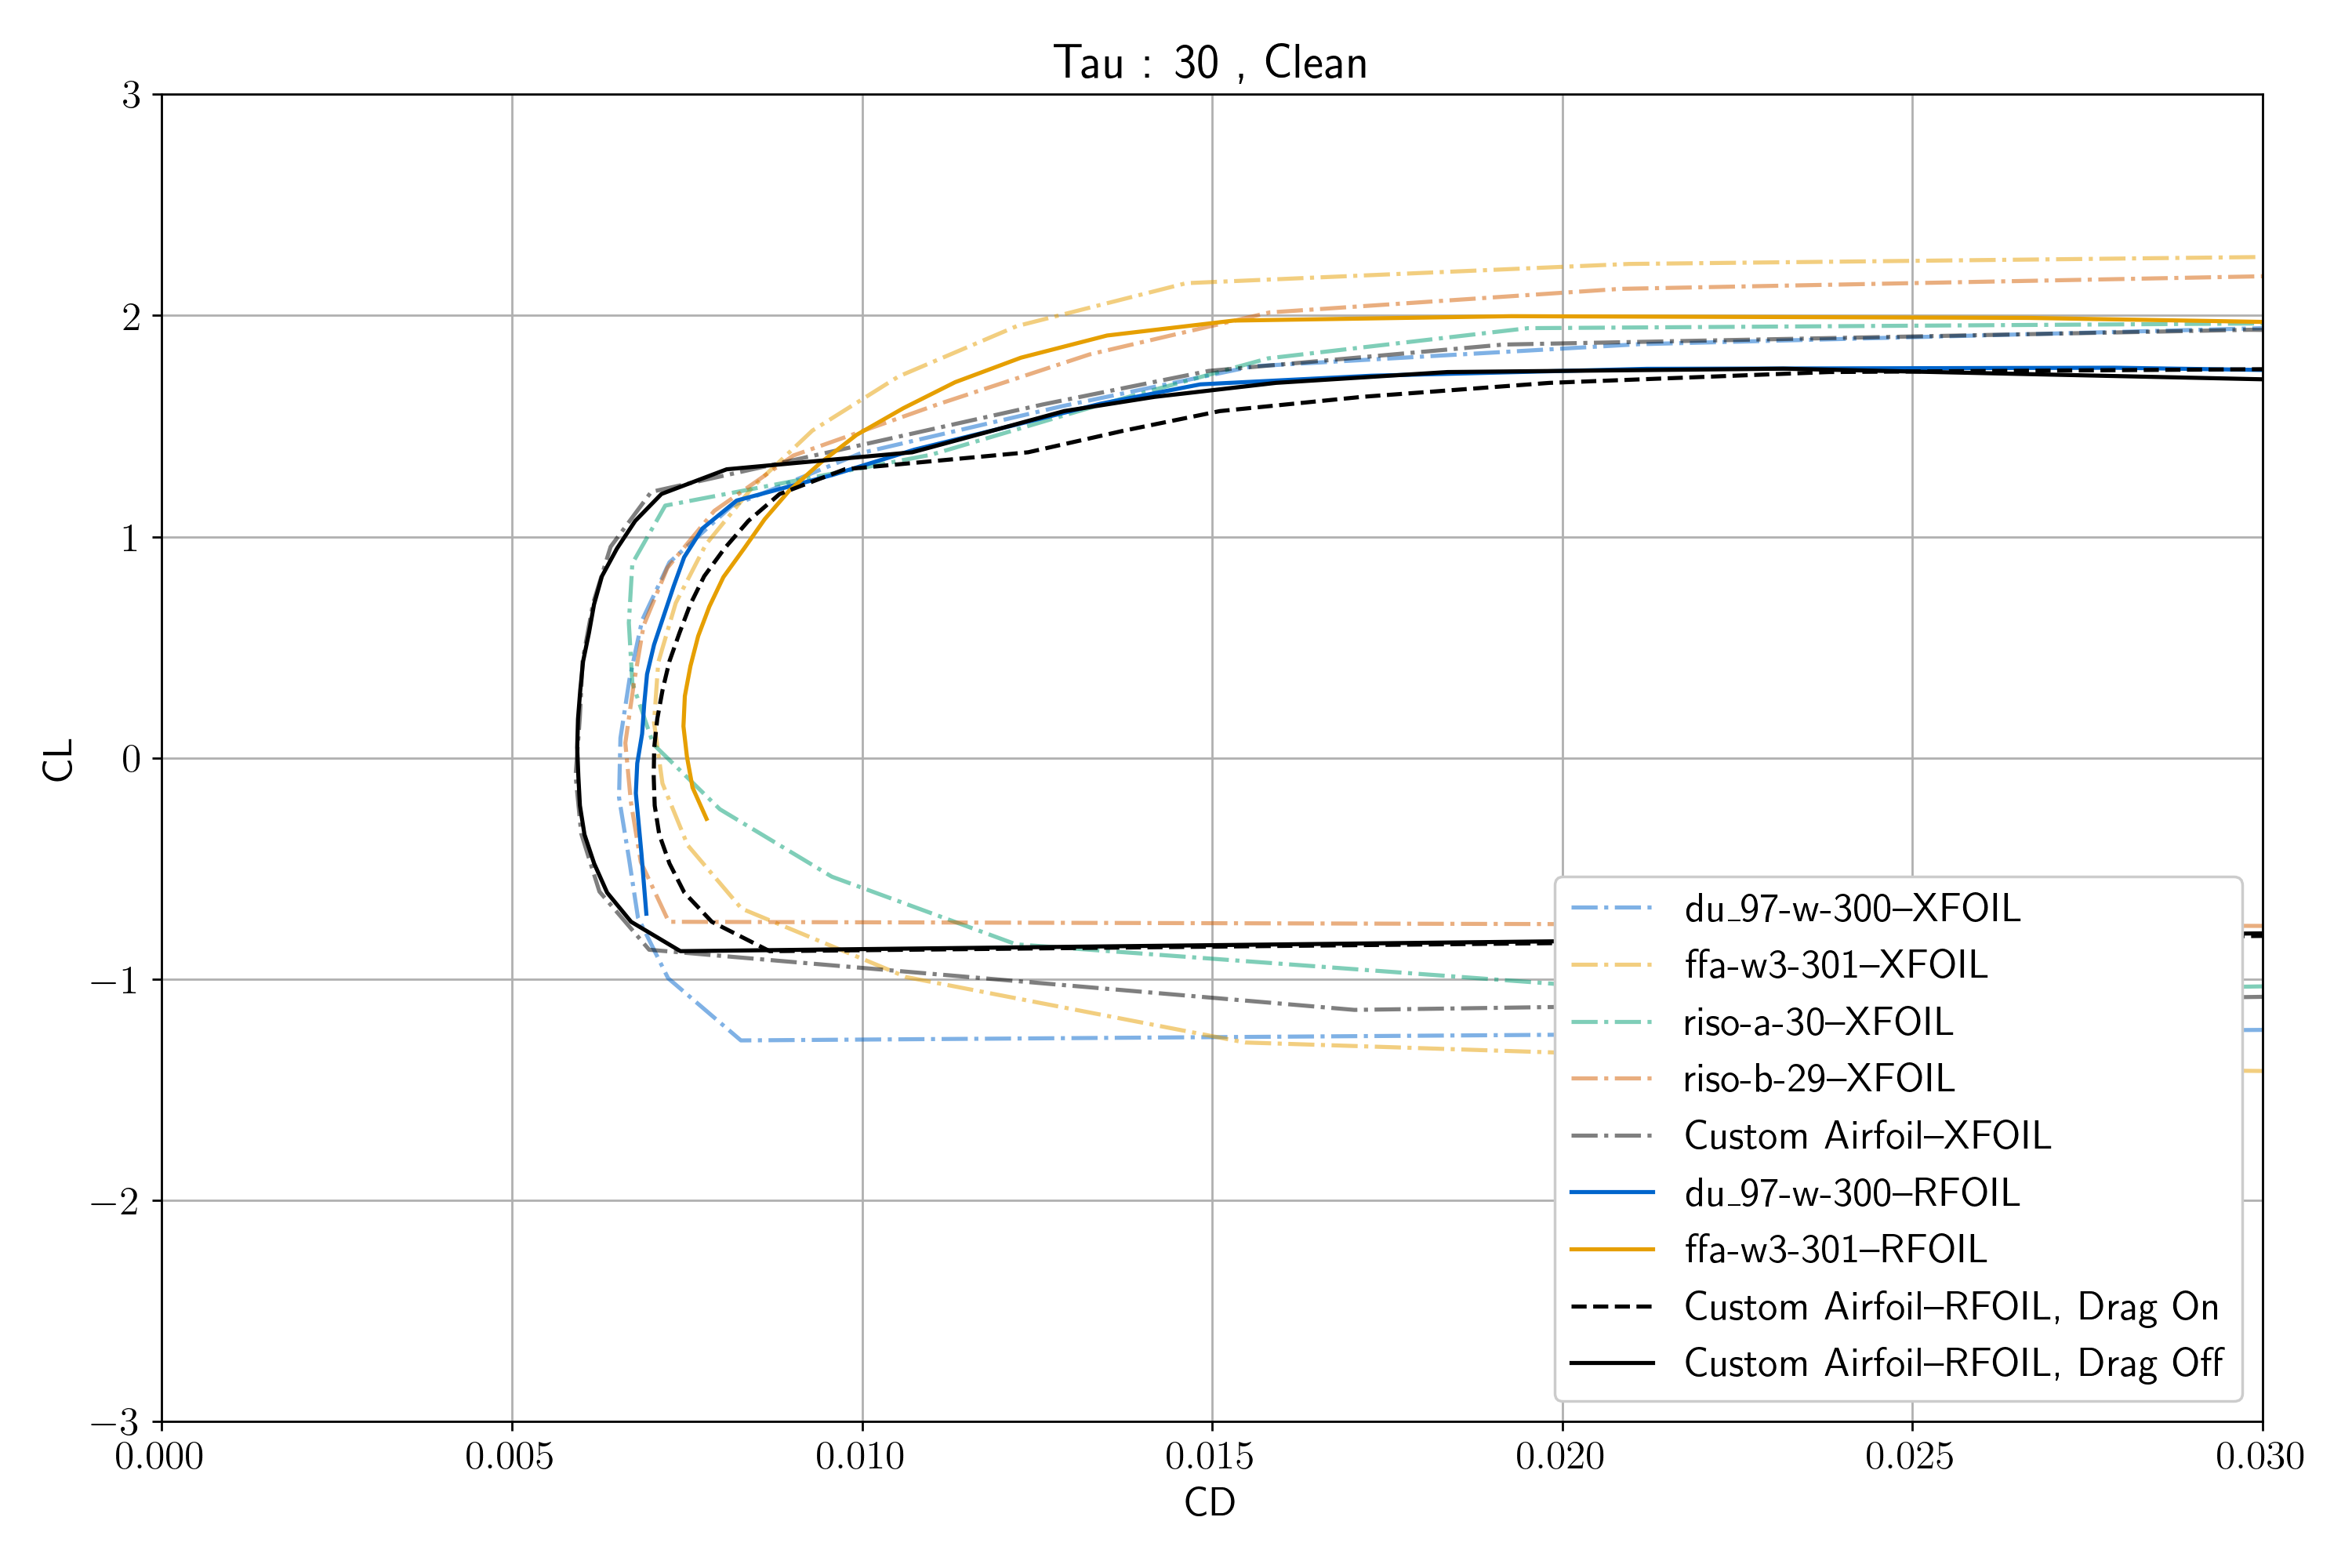 Tau : 30 , Clean
3
2
1
0
−1
−2
−3
CL
0.000 0.005 0.010 0.015 0.020 0.025 0.030
CD
du_97-w-300–XFOIL
ffa-w3-301–XFOIL
riso-a-30–XFOIL
riso-b-29–XFOIL
Custom Airfoil–XFOIL
du_97-w-300–RFOIL
ffa-w3-301–RFOIL
Custom Airfoil–RFOIL, Drag On
Custom Airfoil–RFOIL, Drag Off